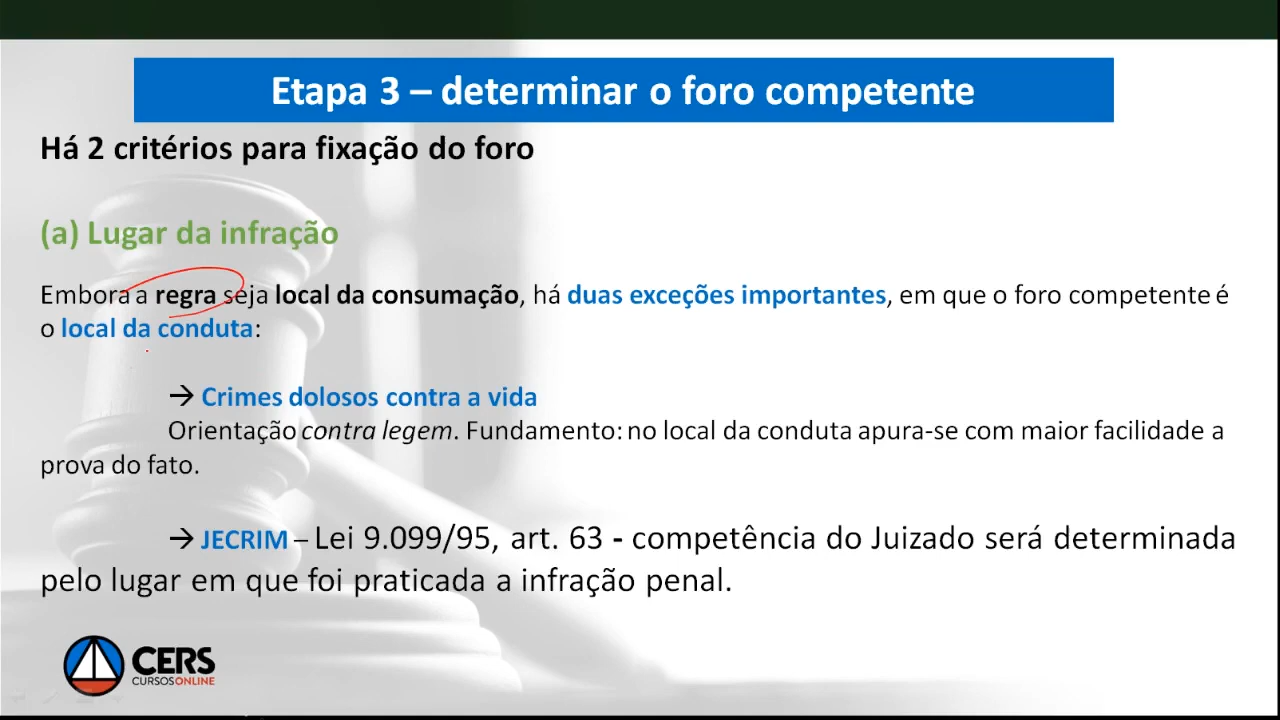 Etapa 3 – determinar o foro competente
Há 2 critérios para fixação do foro
(a) Lugar da infração
Embora a regra seja local da consumação, há duas exceções importantes, em que o foro competente é
o local da conduta:
→ Crimes dolosos contra a vida
Orientação contra legem. Fundamento: no local da conduta apura-se com maior facilidade a
prova do fato.
→ JECRIM – Lei 9.099/95, art. 63 - competência do Juizado será determinada
pelo lugar em que foi praticada a infração penal.
CERS
CURSOS ONLINE